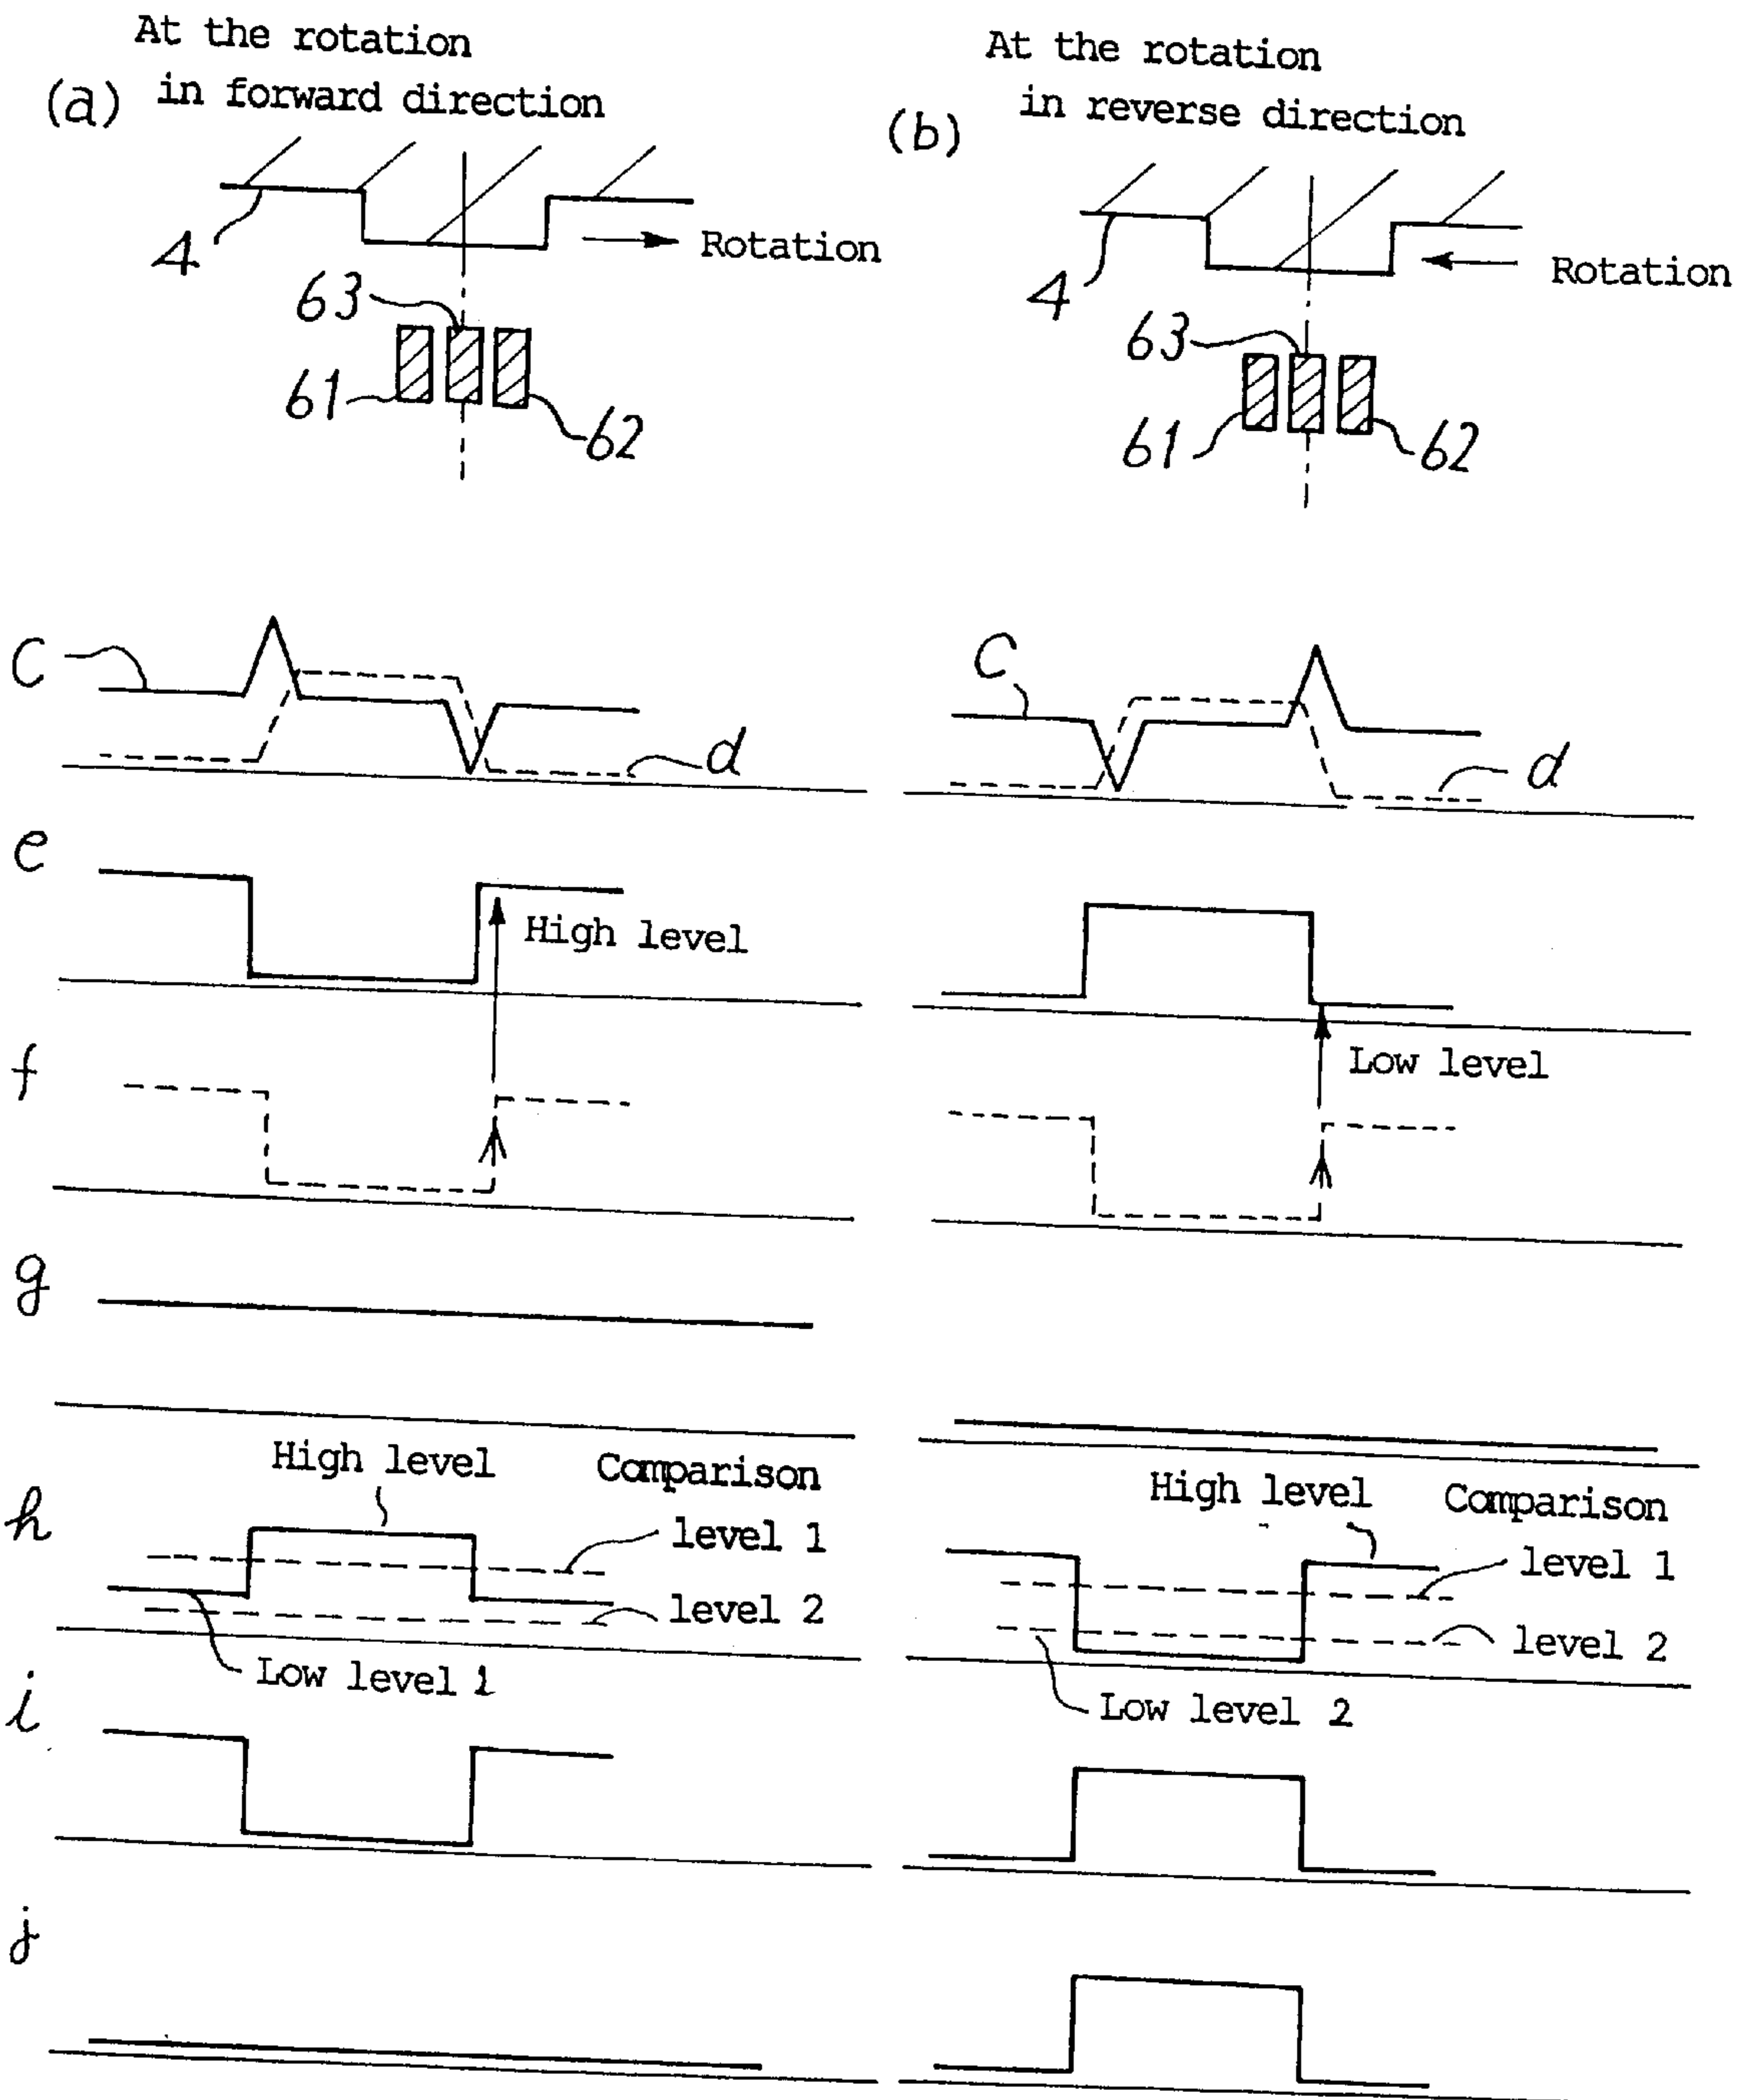 At the rotation
(a) in forward direction
4
Rotation
63
61
62
At the rotation
(b) in reverse direction
4
Rotation
63
61
62
C
d
C
d
e
High level
Low level
f
g
h
High level
Comparison
level 1
level 2
Low level 1
High level
Comparison
level 1
level 2
Low level 2
i
j